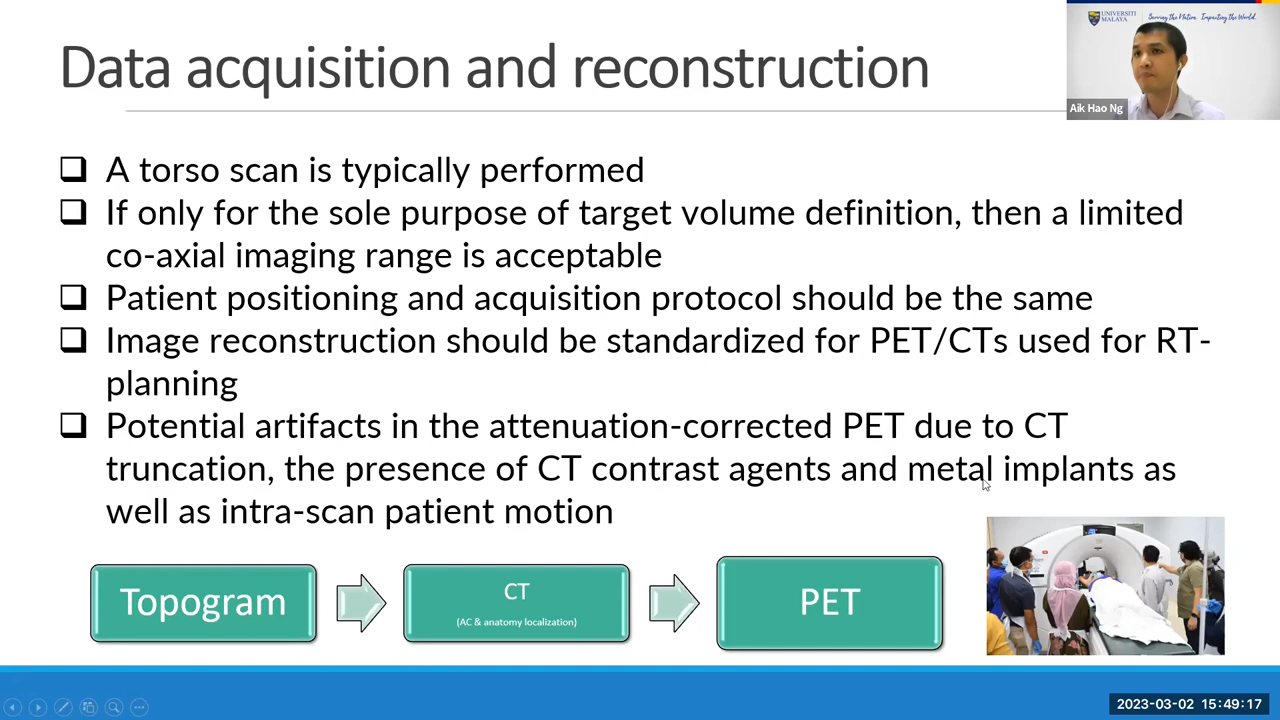 UNIVERSITI
MALAYA
Serving the Nation. Impacting the World.
Data acquisition and reconstruction
Aik Hao Ng
❑ A torso scan is typically performed
❑ If only for the sole purpose of target volume definition, then a limited
co-axial imaging range is acceptable
❑ Patient positioning and acquisition protocol should be the same
❑ Image reconstruction should be standardized for PET/CTs used for RT-
planning
❑ Potential artifacts in the attenuation-corrected PET due to CT
truncation, the presence of CT contrast agents and metal implants as
well as intra-scan patient motion
Topogram
CT
(AC & anatomy localization)
PET
2023-03-02 15:49:17